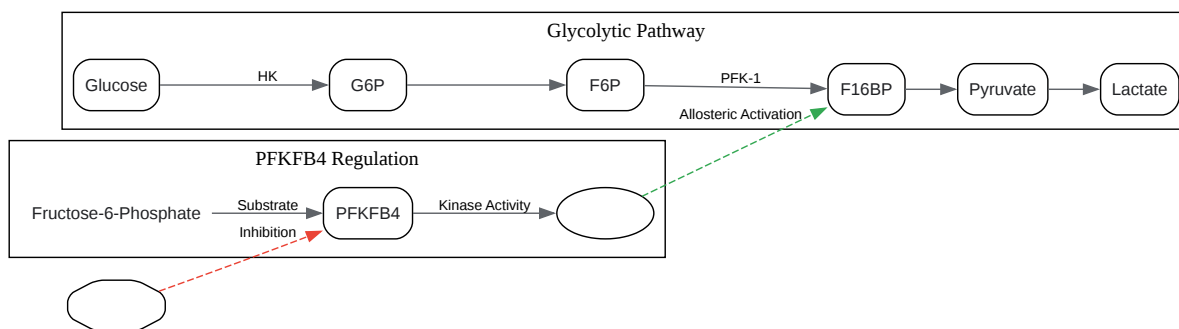 Glycolytic Pathway
Glucose
HK
G6P
F6P
PFK-1
F16BP
Pyruvate
Lactate
Allosteric Activation
PFKFB4 Regulation
Fructose-6-Phosphate
Substrate
PFKFB4
Kinase Activity
Inhibition